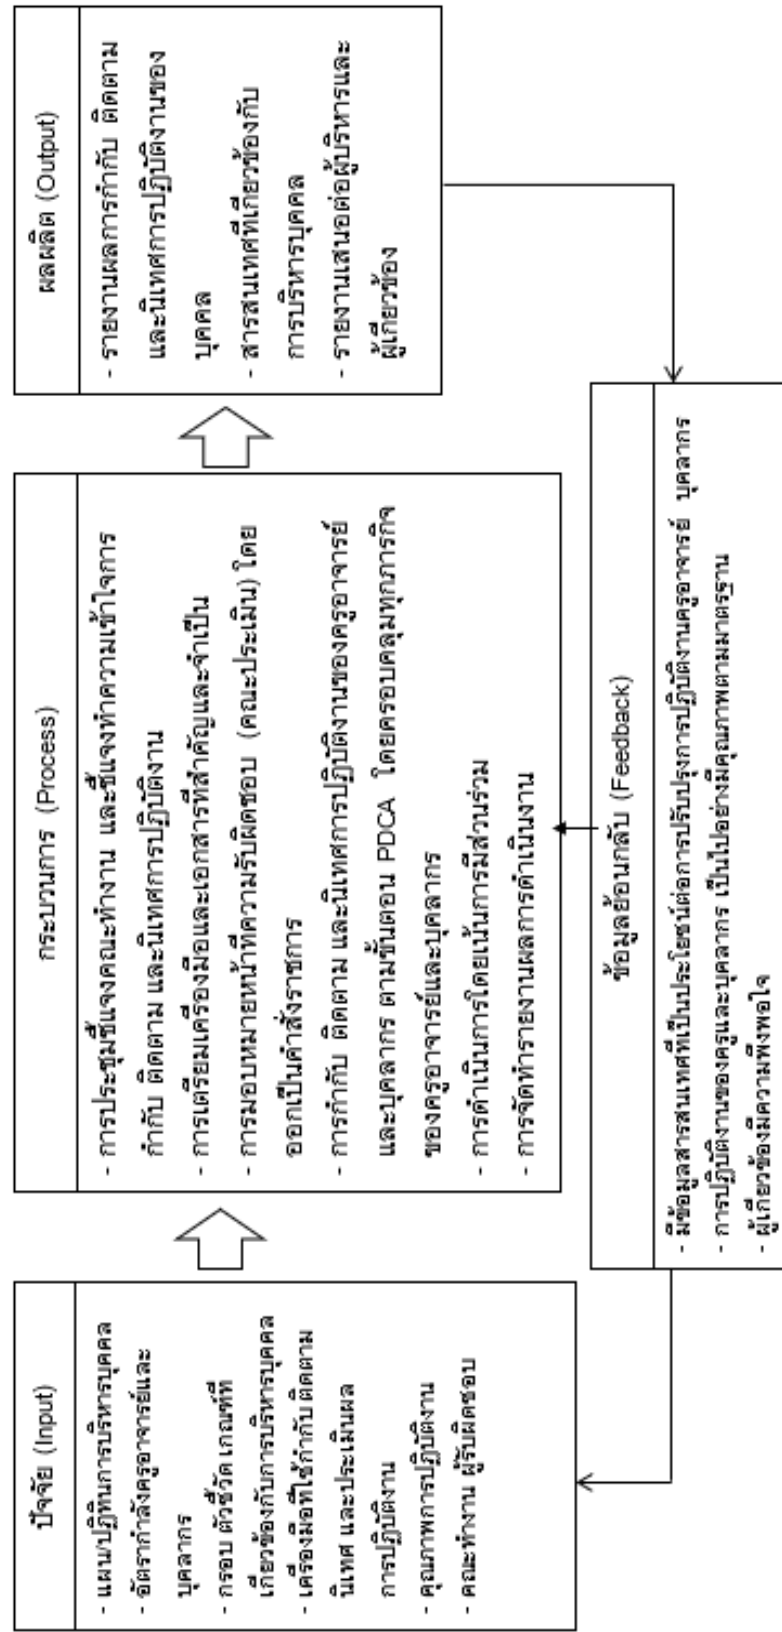 ปัจจัย (Input)
- แผน/ปฏิทินการบริหารบุคคล
- อัตรากำลังครูอาจารย์และ
บุคลากร
- กรอบ ตัวชี้วัด เกณฑ์ที่
เกี่ยวข้องกับการบริหารบุคคล
- เครื่องมือที่ใช้กำกับ ติดตาม
นิเทศ และประเมินผล
การปฏิบัติงาน
- คุณภาพการปฏิบัติงาน
- คณะทำงาน ผู้รับผิดชอบ
กระบวนการ (Process)
- การประชุมชี้แจงคณะทำงาน และชี้แจงทำความเข้าใจการ
กำกับ ติดตาม และนิเทศการปฏิบัติงาน
- การเตรียมเครื่องมือและเอกสารที่สำคัญและจำเป็น
- การมอบหมายหน้าที่ความรับผิดชอบ (คณะประเมิน) โดย
ออกเป็นคำสั่งราชการ
- การกำกับ ติดตาม และนิเทศการปฏิบัติงานของครูอาจารย์
และบุคลากร ตามขั้นตอน PDCA โดยครอบคลุมทุกภารกิจ
ของครูอาจารย์และบุคลากร
- การดำเนินการโดยเน้นการมีส่วนร่วม
- การจัดทำรายงานผลการดำเนินงาน
ผลผลิต (Output)
- รายงานผลการกำกับ ติดตาม
และนิเทศการปฏิบัติงานของ
บุคคล
- สารสนเทศที่เกี่ยวข้องกับ
การบริหารบุคคล
- รายงานเสนอต่อผู้บริหารและ
ผู้เกี่ยวข้อง
ข้อมูลย้อนกลับ (Feedback)
- มีข้อมูลสารสนเทศที่เป็นประโยชน์ต่อการปรับปรุงการปฏิบัติงานครูอาจารย์ บุคลากร
- การปฏิบัติงานของครูและบุคลากร เป็นไปอย่างมีคุณภาพตามมาตรฐาน
- ผู้เกี่ยวข้องมีความพึงพอใจ